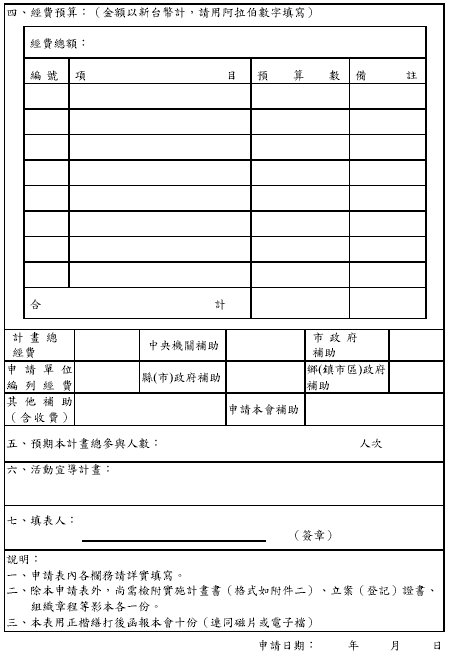 四、經費預算：（金額以新台幣計，請用阿拉伯數字填寫）
經費總額：
編號 項目 預算數 備註
合計
計畫總經費 中央機關補助 市政府補助
申請單位編列經費 縣(市)政府補助 鄉(鎮市區)政府補助
其他補助（含收費） 申請本會補助
五、預期本計畫總參與人數： 人次
六、活動宣導計畫：
七、填表人：
（簽章）
說明：
一、申請表內各欄務請詳實填寫。
二、除本申請表外，尚需檢附實施計畫書（格式如附件二）、立案（登記）證書、
組織章程等影本各一份。
三、本表用正楷繕打後函報本會十份（連同磁片或電子檔）
申請日期： 年 月 日